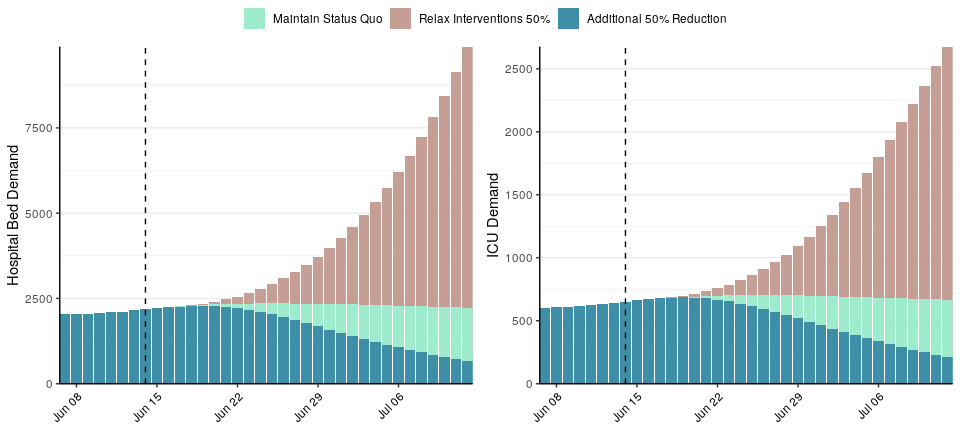 Maintain Status Quo Relax Interventions 50% Additional 50% Reduction
Hospital Bed Demand
7500
5000
2500
0
Jun 08
Jun 15
Jun 22
Jun 29
Jul 06
ICU Demand
2500
2000
1500
1000
500
0
Jun 08
Jun 15
Jun 22
Jun 29
Jul 06